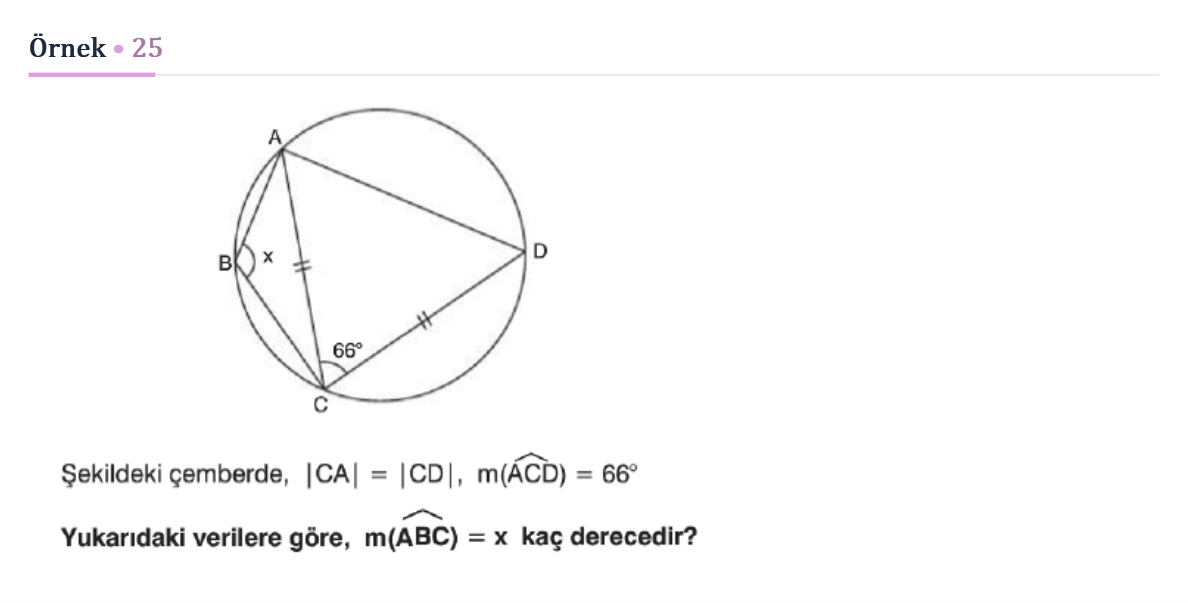 Örnek • 25
A
B
x
D
66°
C
Şekildeki çemberde, |CA| = |CD|, m(ACD) = 66°
Yukarıdaki verilere göre, m(ABC) = x kaç derecedir?